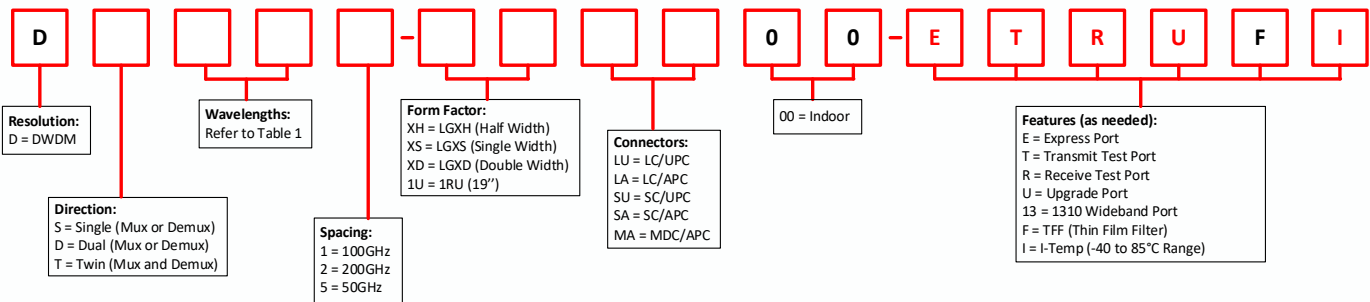 D - 0 0 - E T R U F I
Resolution:
D = DWDM
Wavelengths:
Refer to Table 1
Form Factor:
XH = LGXH (Half Width)
XS = LGXS (Single Width)
XD = LGXD (Double Width)
1U = 1RU (19’’)
00 = Indoor
Features (as needed):
E = Express Port
T = Transmit Test Port
R = Receive Test Port
U = Upgrade Port
13 = 1310 Wideband Port
F = TFF (Thin Film Filter)
I = I-Temp (-40 to 85°C Range)
Connectors:
LU = LC/UPC
LA = LC/APC
SU = SC/UPC
SA = SC/APC
MA = MDC/APC
Direction:
S = Single (Mux or Demux)
D = Dual (Mux or Demux)
T = Twin (Mux and Demux)
Spacing:
1 = 100GHz
2 = 200GHz
5 = 50GHz